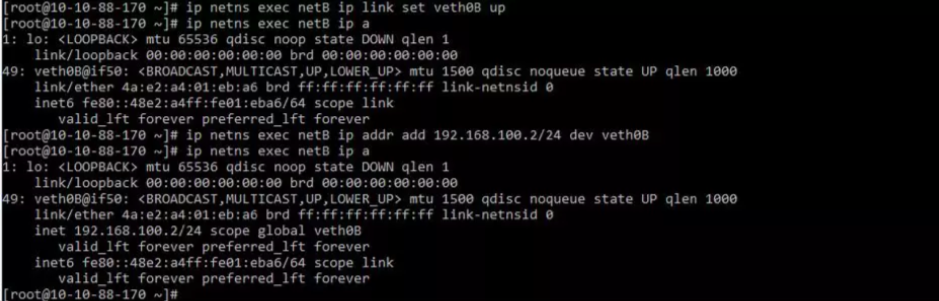 [root@10-10-88-170 ~]# ip netns exec netB ip link set veth0B up
[root@10-10-88-170 ~]# ip netns exec netB ip a
1: lo: <LOOPBACK> mtu 65536 qdisc noop state DOWN qlen 1
    link/loopback 00:00:00:00:00:00 brd 00:00:00:00:00:00
49: veth0B@if50: <BROADCAST,MULTICAST,UP,LOWER_UP> mtu 1500 qdisc noqueue state UP qlen 1000
    link/ether 4a:e2:a4:01:eb:a6 brd ff:ff:ff:ff:ff:ff link-netnsid 0
    inet6 fe80::48e2:a4ff:fe01:eba6/64 scope link
       valid_lft forever preferred_lft forever
[root@10-10-88-170 ~]# ip netns exec netB ip addr add 192.168.100.2/24 dev veth0B
[root@10-10-88-170 ~]# ip netns exec netB ip a
1: lo: <LOOPBACK> mtu 65536 qdisc noop state DOWN qlen 1
    link/loopback 00:00:00:00:00:00 brd 00:00:00:00:00:00
49: veth0B@if50: <BROADCAST,MULTICAST,UP,LOWER_UP> mtu 1500 qdisc noqueue state UP qlen 1000
    link/ether 4a:e2:a4:01:eb:a6 brd ff:ff:ff:ff:ff:ff link-netnsid 0
    inet 192.168.100.2/24 scope global veth0B
       valid_lft forever preferred_lft forever
    inet6 fe80::48e2:a4ff:fe01:eba6/64 scope link
       valid_lft forever preferred_lft forever
[root@10-10-88-170 ~]#